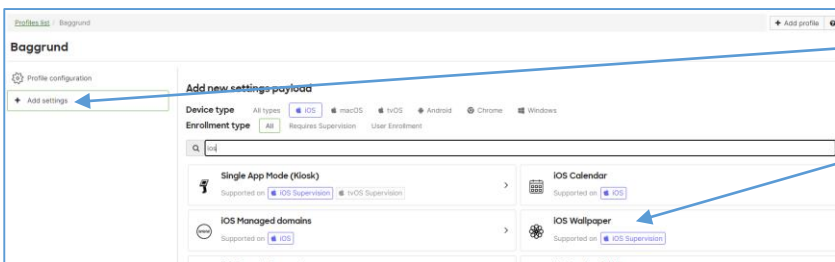 Profiles list / Baggrund
+ Add profile
Baggrund
Profile configuration
+ Add settings
Add new settings payload
Device type All types iOS macOS tvOS Android Chrome Windows
Enrollment type All Requires Supervision User Enrolment
ios
Single App Mode (Kiosk)
Supported on iOS Supervision tvOS Supervision
iOS Calendar
Supported on iOS
iOS Managed domains
Supported on iOS
iOS Wallpaper
Supported on iOS Supervision